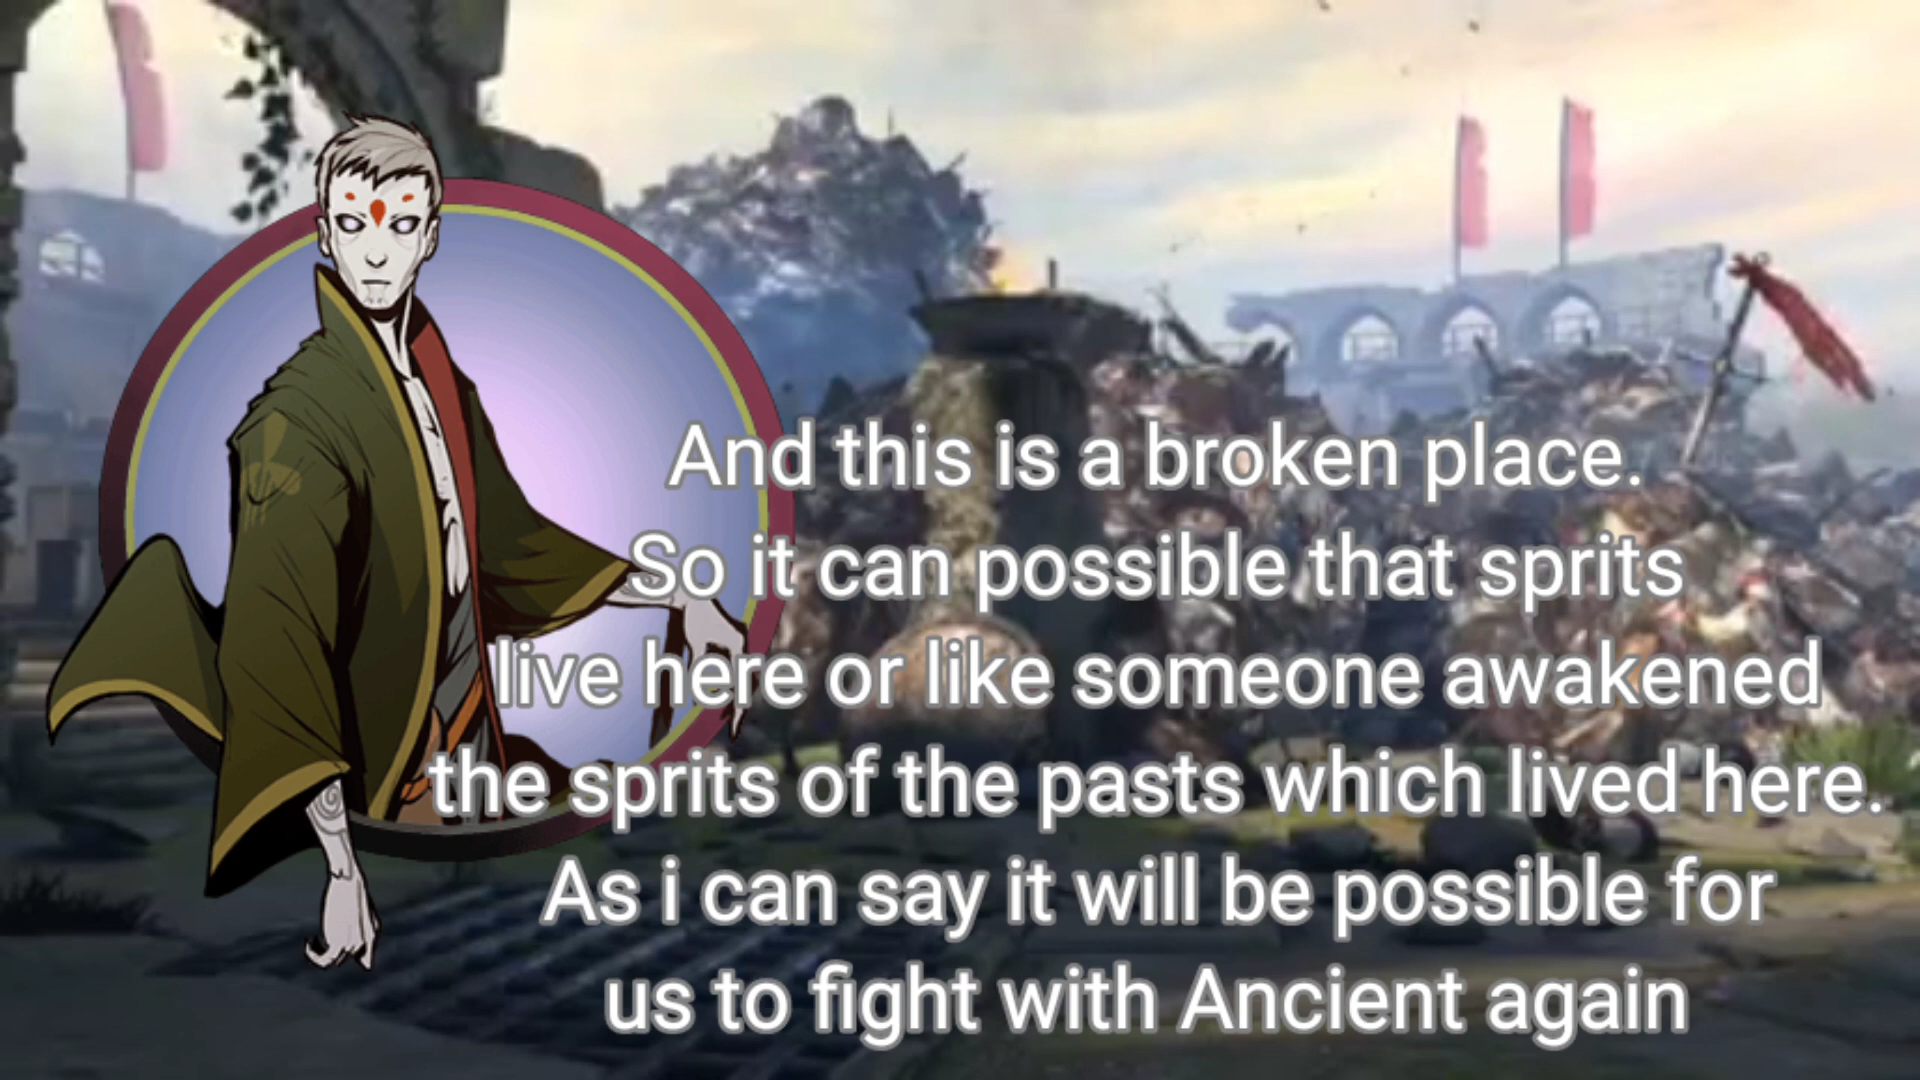 And this is a broken place.
So it can possible that sprits
live here or like someone awakened
the sprits of the pasts which lived here.
As i can say it will be possible for
us to fight with Ancient again